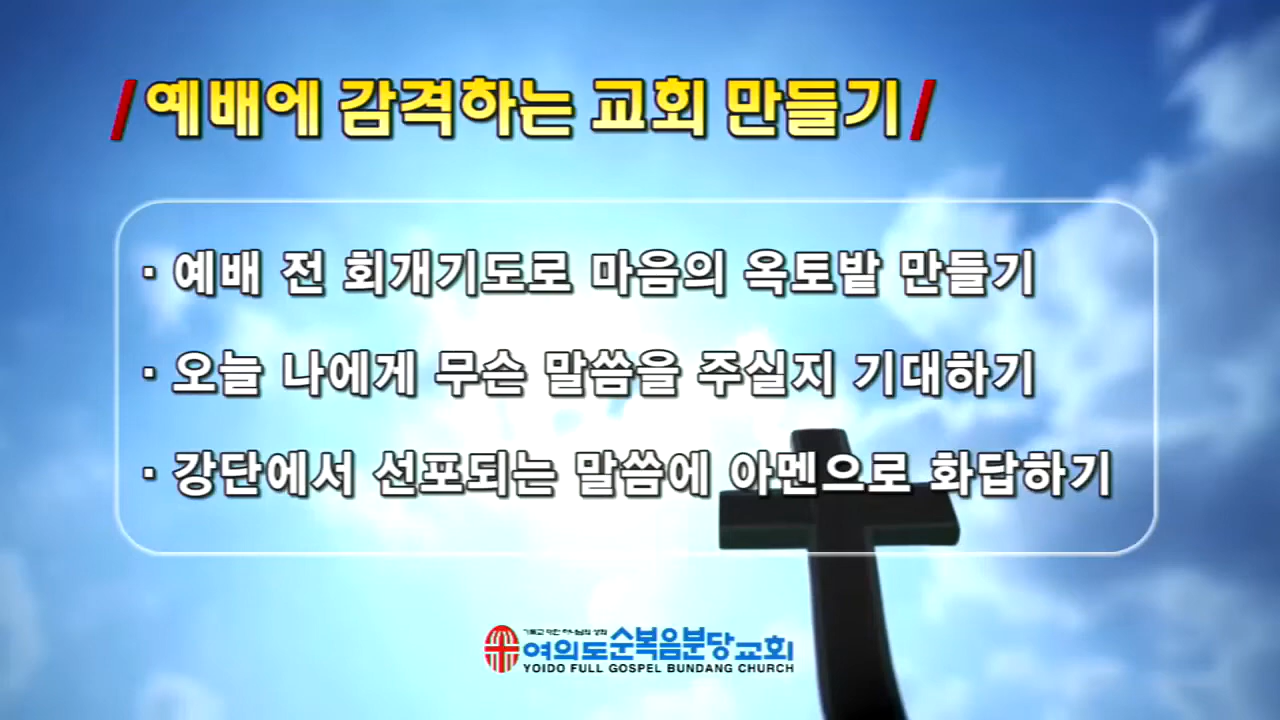 /예배에 감격하는 교회 만들기/
· 예배 전 회개기도로 마음의 옥토밭 만들기
· 오늘 나에게 무슨 말씀을 주실지 기대하기
· 강단에서 선포되는 말씀에 아멘으로 화답하기
여의도순복음분당교회
YOIDO FULL GOSPEL BUNDANG CHURCH